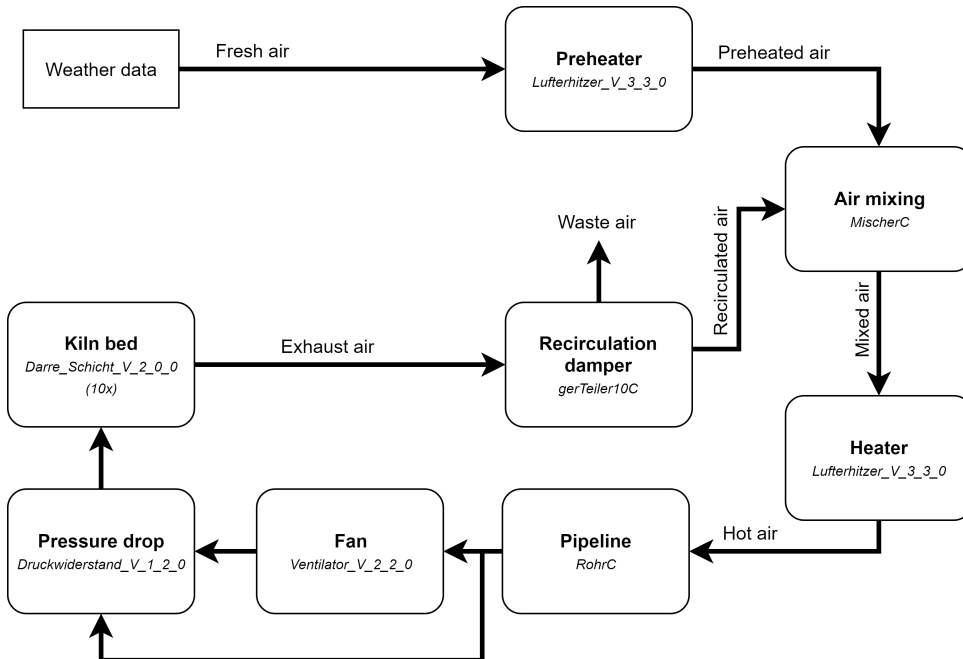 Weather data
Fresh air
Preheater
Lufterhitzer_V_3_3_0
Preheated air
Air mixing
MischerC
Recirculated air
Waste air
Mixed air
Kiln bed
Darre_Schicht_V_2_0_0
(10x)
Exhaust air
Recirculation
damper
gerTeiler10C
Heater
Lufterhitzer_V_3_3_0
Pressure drop
Druckwiderstand_V_1_2_0
Fan
Ventilator_V_2_2_0
Pipeline
RohrC
Hot air